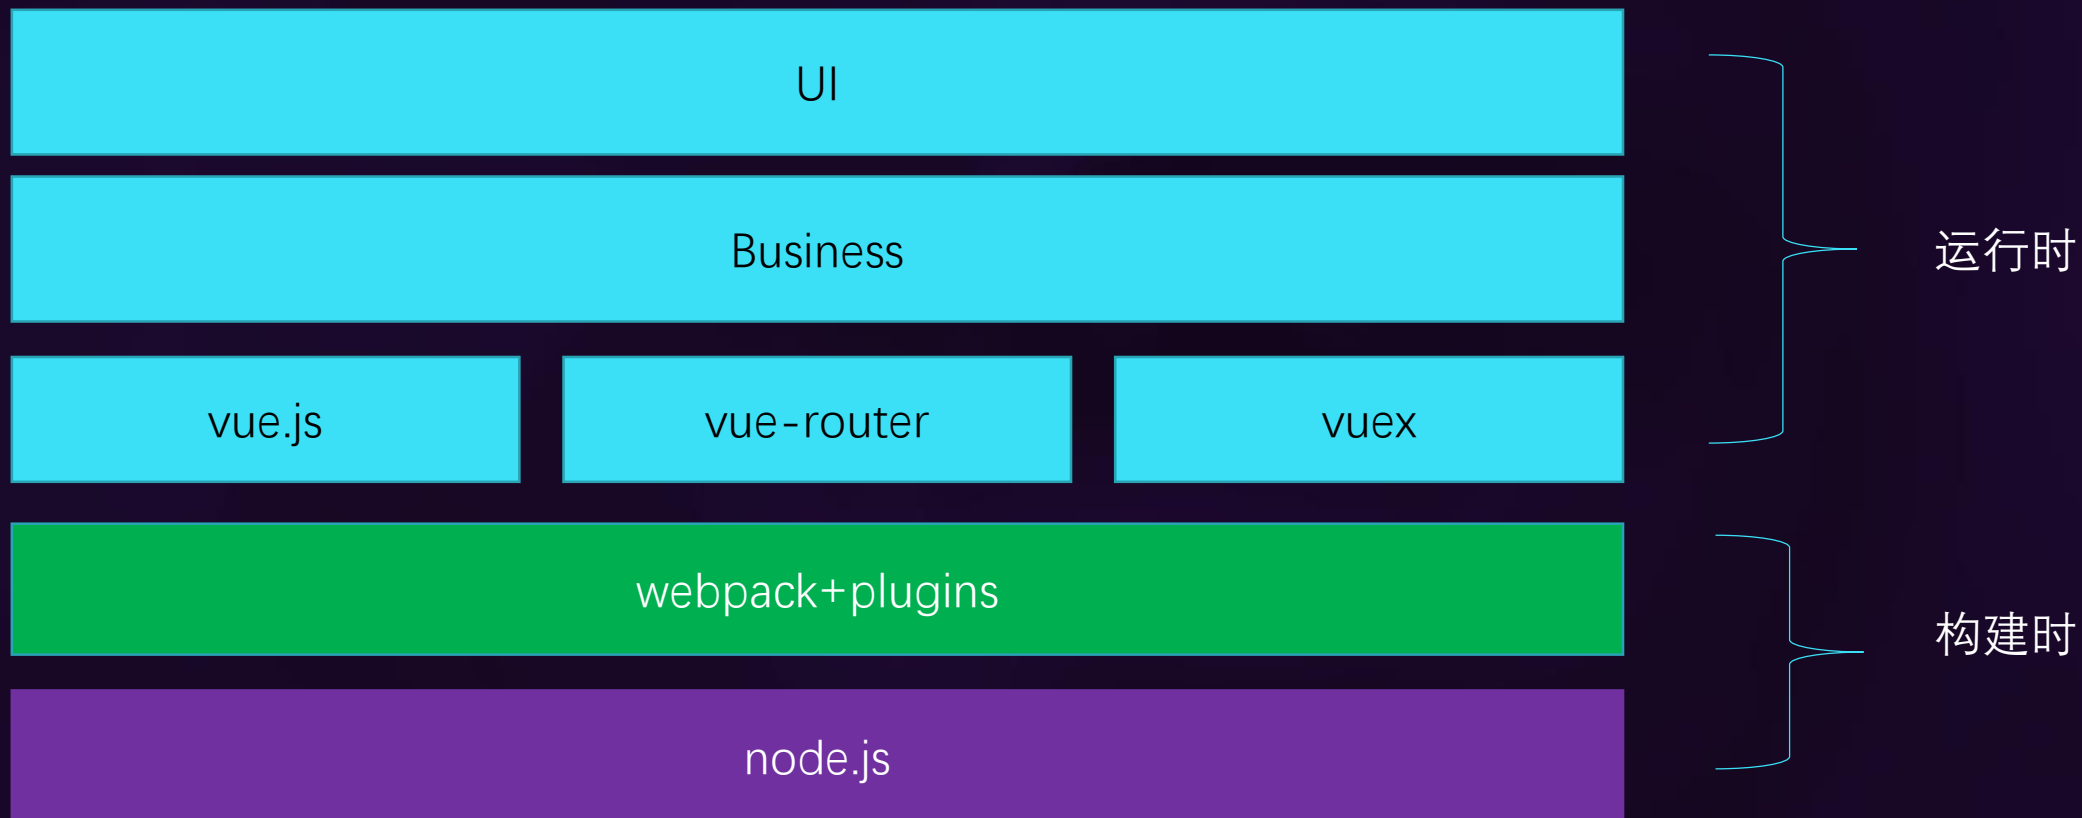 UI
Business
运行时
vue.js
vue-router
vuex
webpack+plugins
构建时
node.js